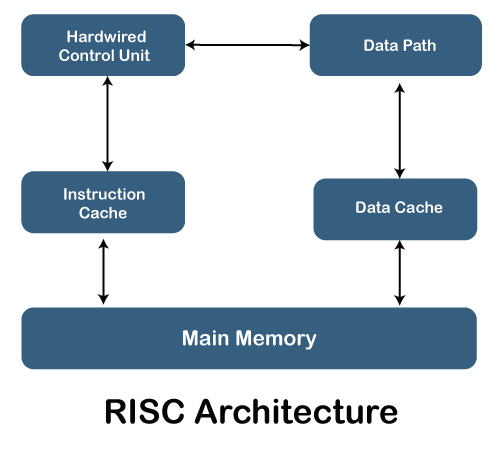 Hardwired
Control Unit
Data Path
Instruction
Cache
Data Cache
Main Memory
RISC Architecture